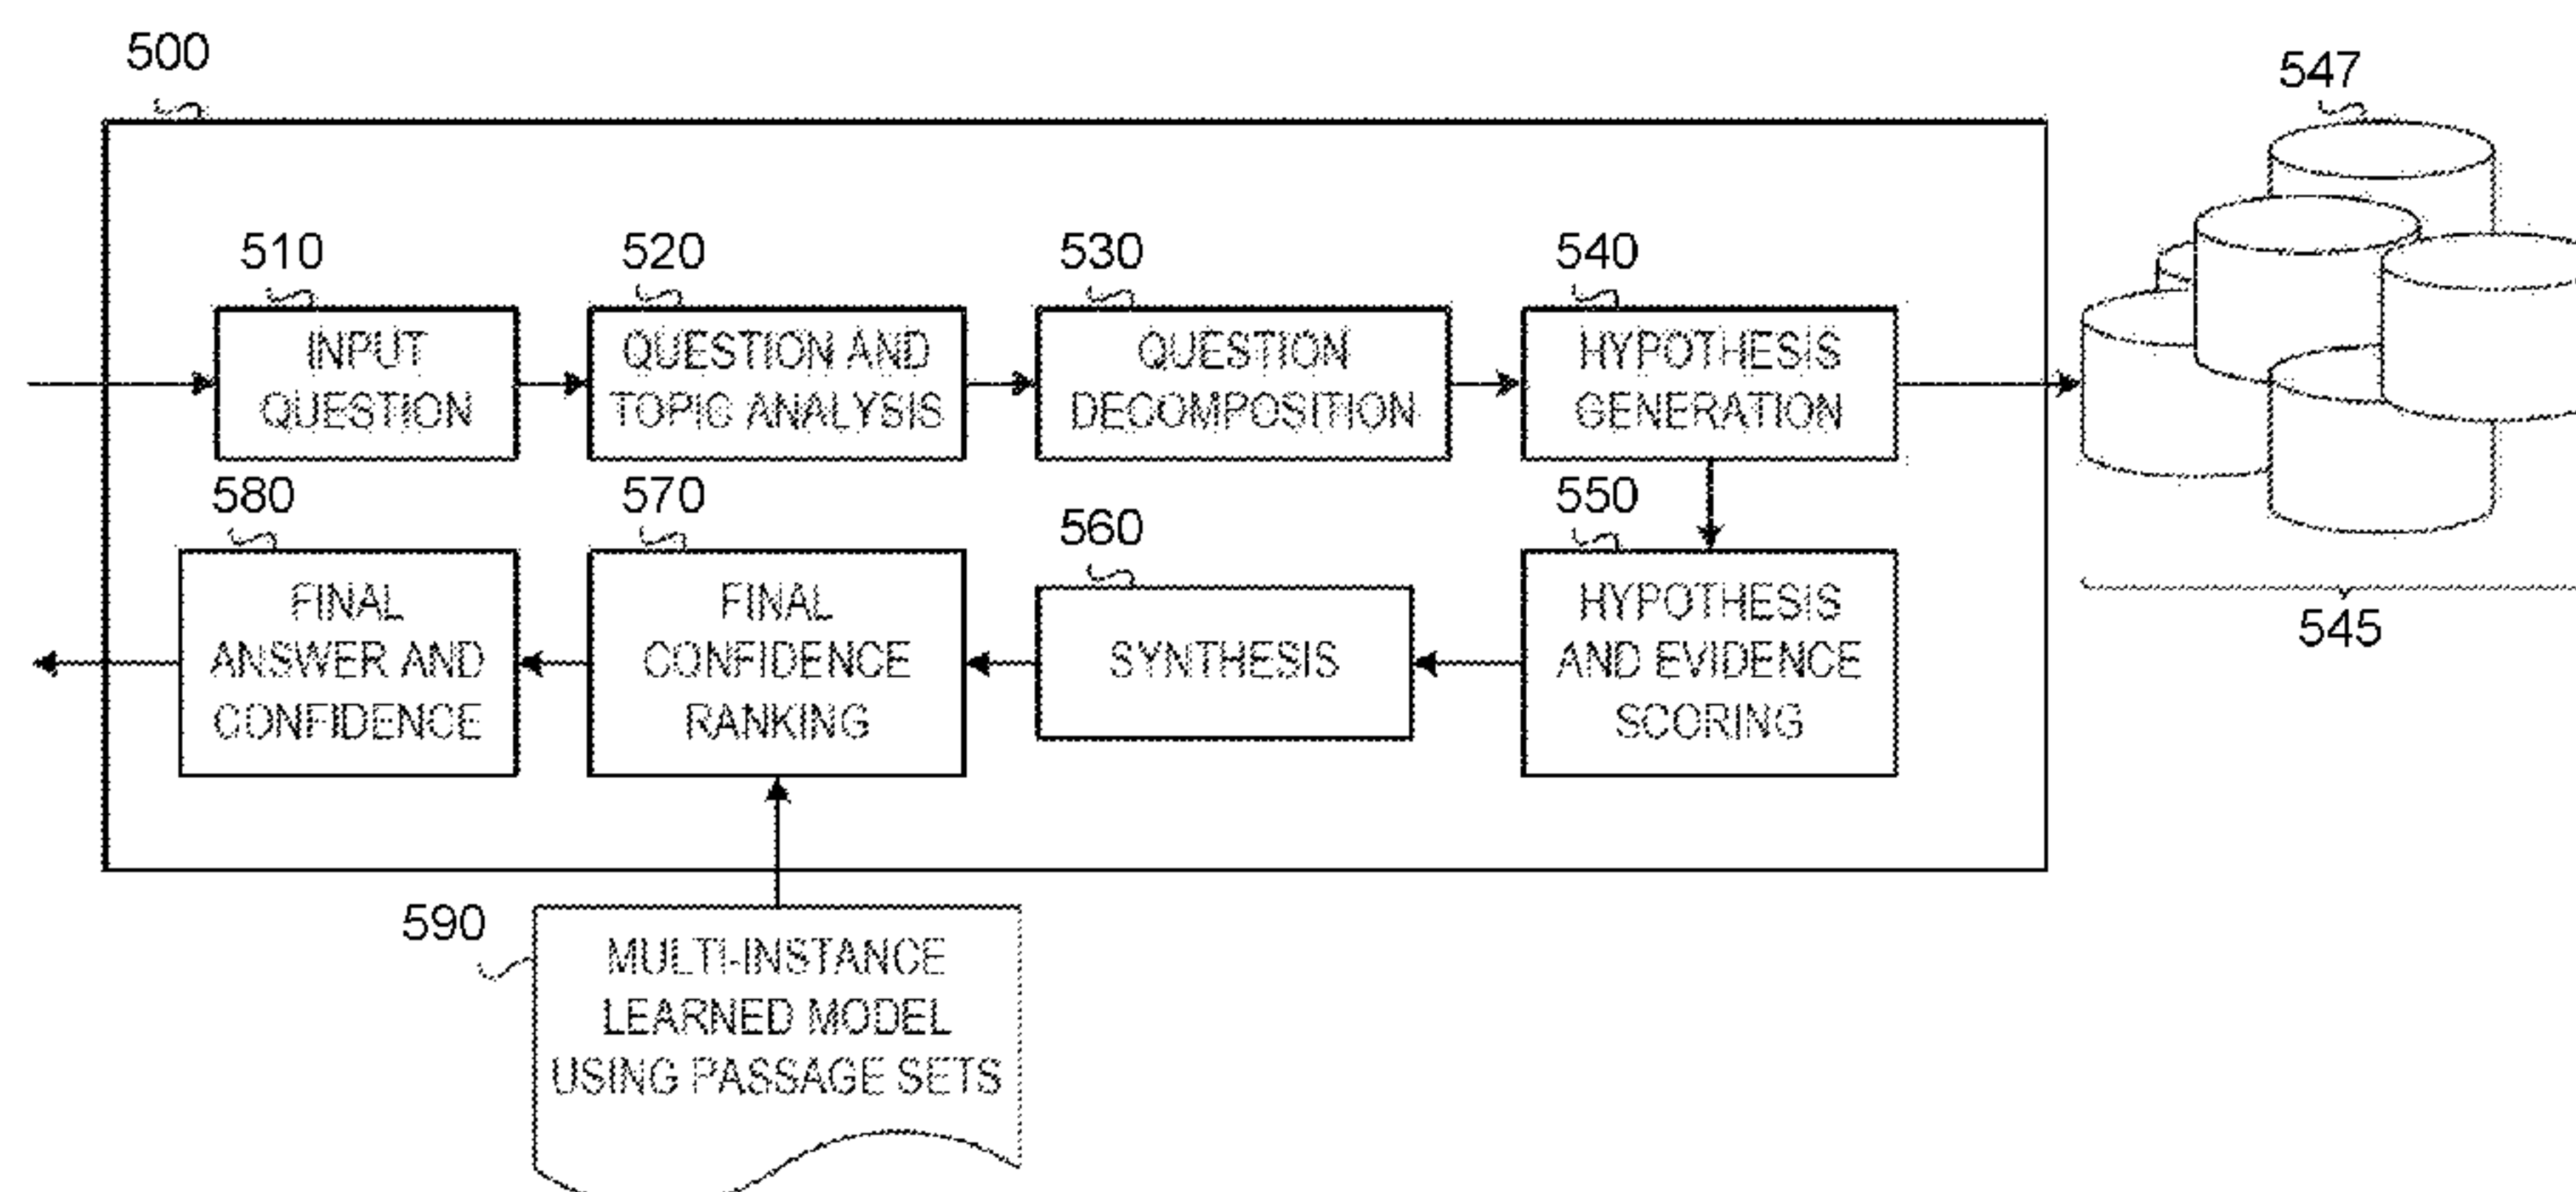 500
547
510
INPUT
QUESTION
520
QUESTION AND
TOPIC ANALYSIS
530
QUESTION
DECOMPOSITION
540
HYPOTHESIS
GENERATION
545
580
FINAL
ANSWER AND
CONFIDENCE
570
FINAL
CONFIDENCE
RANKING
560
SYNTHESIS
550
HYPOTHESIS
AND EVIDENCE
SCORING
590
MULTI-INSTANCE
LEARNED MODEL
USING PASSAGE SETS